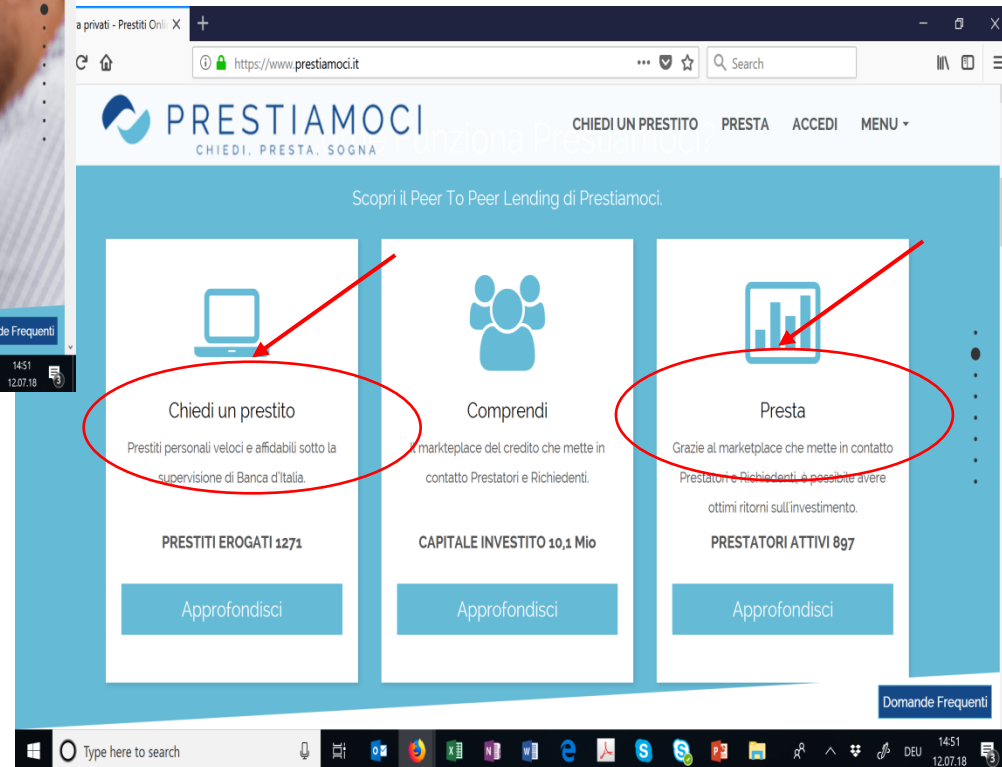 a privati - Prestiti Onli
https://www.prestiamoci.it
Search
PRESTIAMOCI
CHIEDI. PRESTA. SOGNA
CHIEDI UN PRESTITO PRESTA ACCEDI MENU
Funziona Prestiamoci?
Scopri il Peer To Peer Lending di Prestiamoci.
Chiedi un prestito
Prestiti personali veloci e affidabili sotto la
supervisione di Banca d'Italia.
PRESTITI EROGATI 1271
Approfondisci
Comprendi
Il markteplace del credito che mette in
contatto Prestatori e Richiedenti.
CAPITALE INVESTITO 10,1 Mio
Approfondisci
Presta
Grazie al marketplace che mette in contatto
Prestatori e Richiedenti, è possibile avere
ottimi ritorni sull'investimento.
PRESTATORI ATTIVI 897
Approfondisci
Domande Frequenti
de Frequenti
14:51
12.07.18
3
Type here to search
DEU
14:51
12.07.18
3